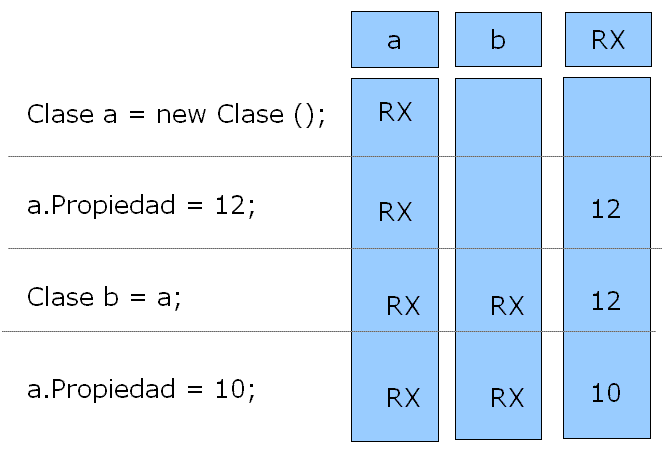 a b RX
Clase a = new Clase (); RX
a.Propiedad = 12; RX 12
Clase b = a; RX RX 12
a.Propiedad = 10; RX RX 10